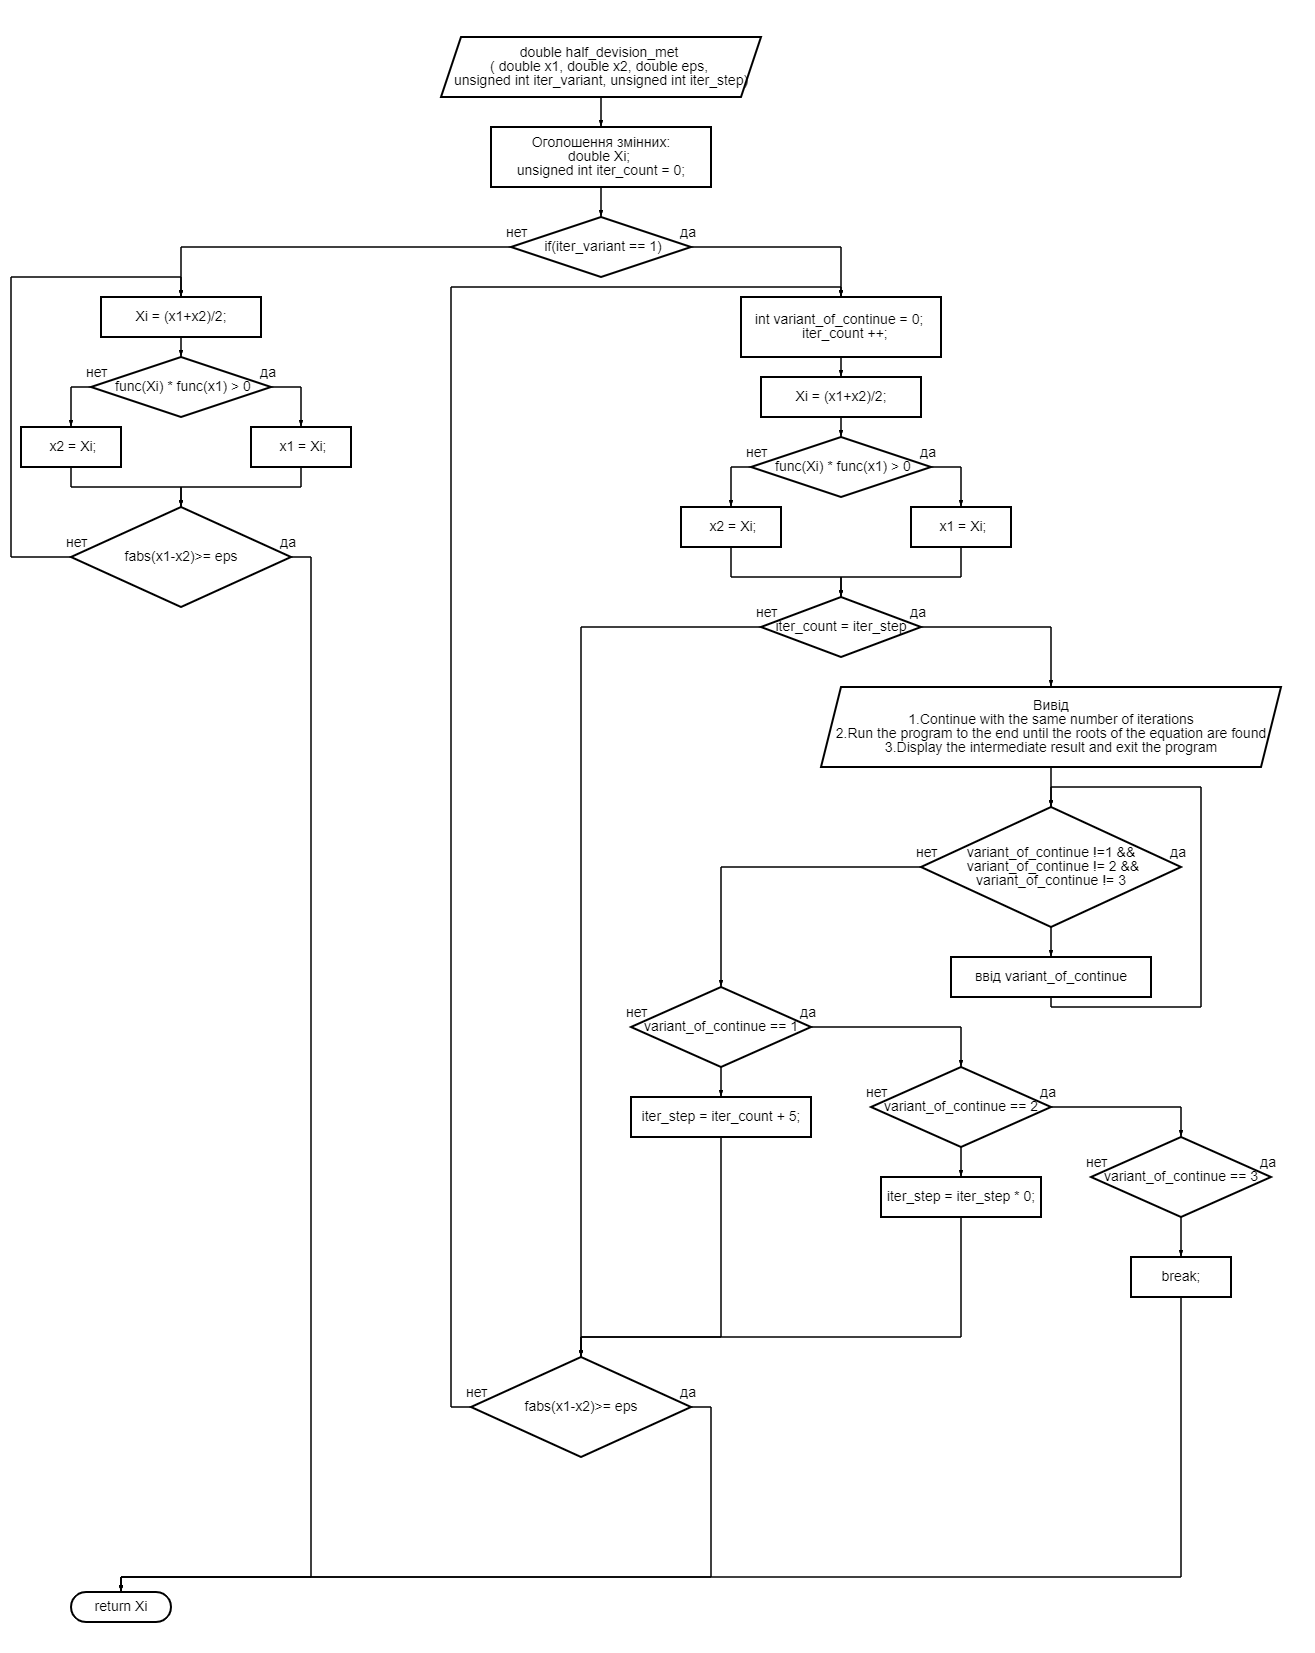 double half_devision_met
( double x1, double x2, double eps,
unsigned int iter_variant, unsigned int iter_step)
Оголошення змінних:
double Xi;
unsigned int iter_count = 0;
нет
да
if(iter_variant == 1)
Xi = (x1+x2)/2;
нет
да
func(Xi) * func(x1) > 0
x2 = Xi;
x1 = Xi;
нет
да
fabs(x1-x2)>= eps
int variant_of_continue = 0;
iter_count ++;
Xi = (x1+x2)/2;
нет
да
func(Xi) * func(x1) > 0
x2 = Xi;
x1 = Xi;
нет
да
iter_count = iter_step
Вивід
1.Continue with the same number of iterations
2.Run the program to the end until the roots of the equation are found
3.Display the intermediate result and exit the program
нет
да
variant_of_continue !=1 &&
variant_of_continue != 2 &&
variant_of_continue != 3
ввід variant_of_continue
нет
да
variant_of_continue == 1
iter_step = iter_count + 5;
нет
да
variant_of_continue == 2
iter_step = iter_step * 0;
нет
да
variant_of_continue == 3
break;
нет
да
fabs(x1-x2)>= eps
return Xi